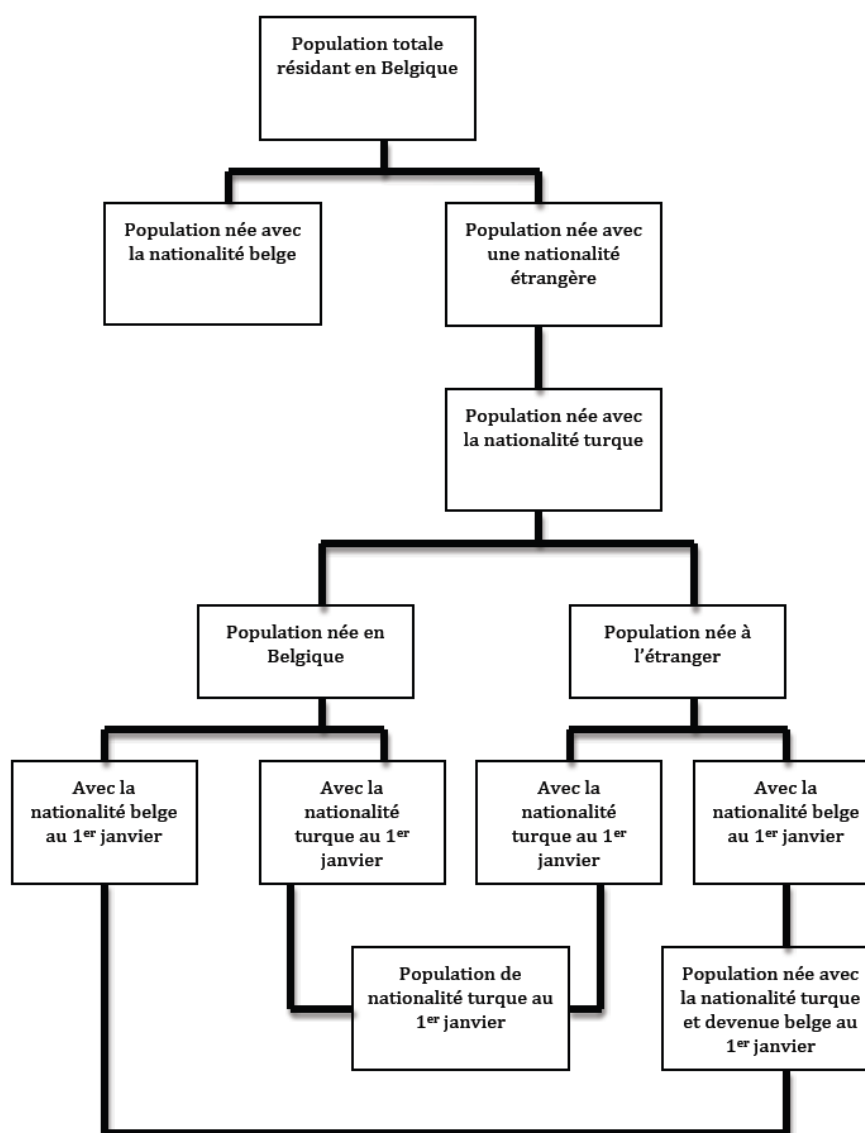 Population totale
résidant en Belgique
Population née avec
la nationalité belge
Population née avec
une nationalité
étrangère
Population née avec
la nationalité turque
Population née en
Belgique
Population née à
l'étranger
Avec la
nationalité belge
au 1er janvier
Avec la
nationalité
turque au 1er
janvier
Avec la
nationalité
turque au 1er
janvier
Avec la
nationalité belge
au 1er janvier
Population de
nationalité turque au
1er janvier
Population née avec
la nationalité turque
et devenue belge au
1er janvier